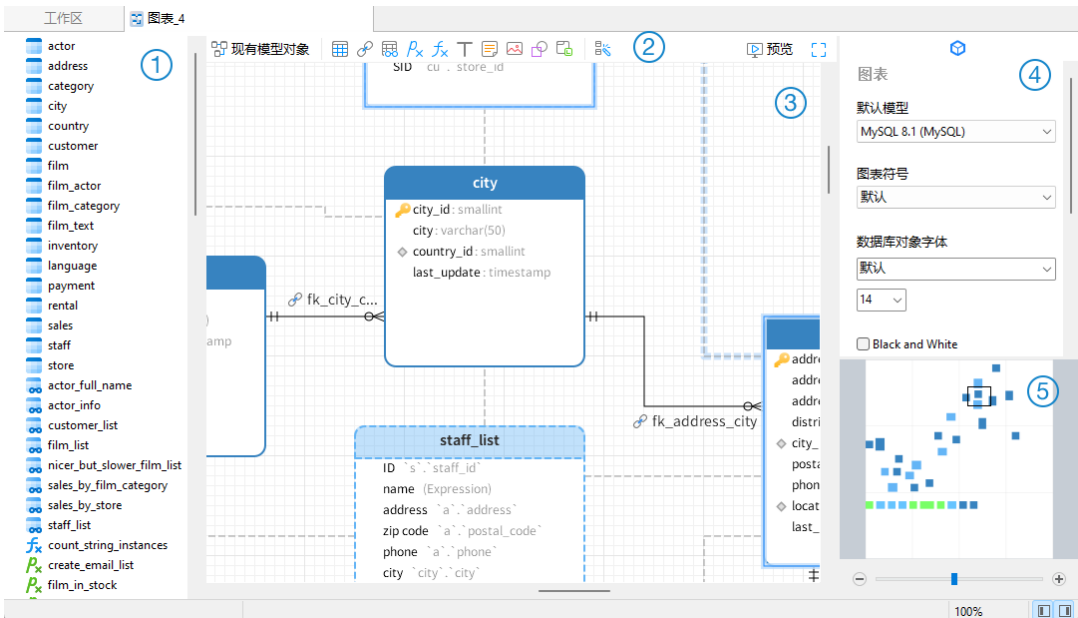 工作区
图表_4
actor
address
category
city
country
customer
film
film_actor
film_category
film_text
inventory
language
payment
rental
sales
staff
store
actor_full_name
actor_info
customer_list
film_list
nicer_but_slower_film_list
sales_by_film_category
sales_by_store
staff_list
count_string_instances
create_email_list
film_in_stock
1
现有模型对象
2
预览
SID cu . store_id
3
city
city_id : smallint
city : varchar(50)
country_id : smallint
last_update : timestamp
fk_city_c...
)
amp
fk_address_city
staff_list
ID `s`.`staff_id`
name (Expression)
address `a`.`address`
zip code `a`.`postal_code`
phone `a`.`phone`
city `city`.`city`
addre
addre
addre
distri
city_
posta
phon
locat
last_
4
图表
默认模型
MySQL 8.1 (MySQL)
图表符号
默认
数据库对象字体
默认
14
Black and White
5
100%